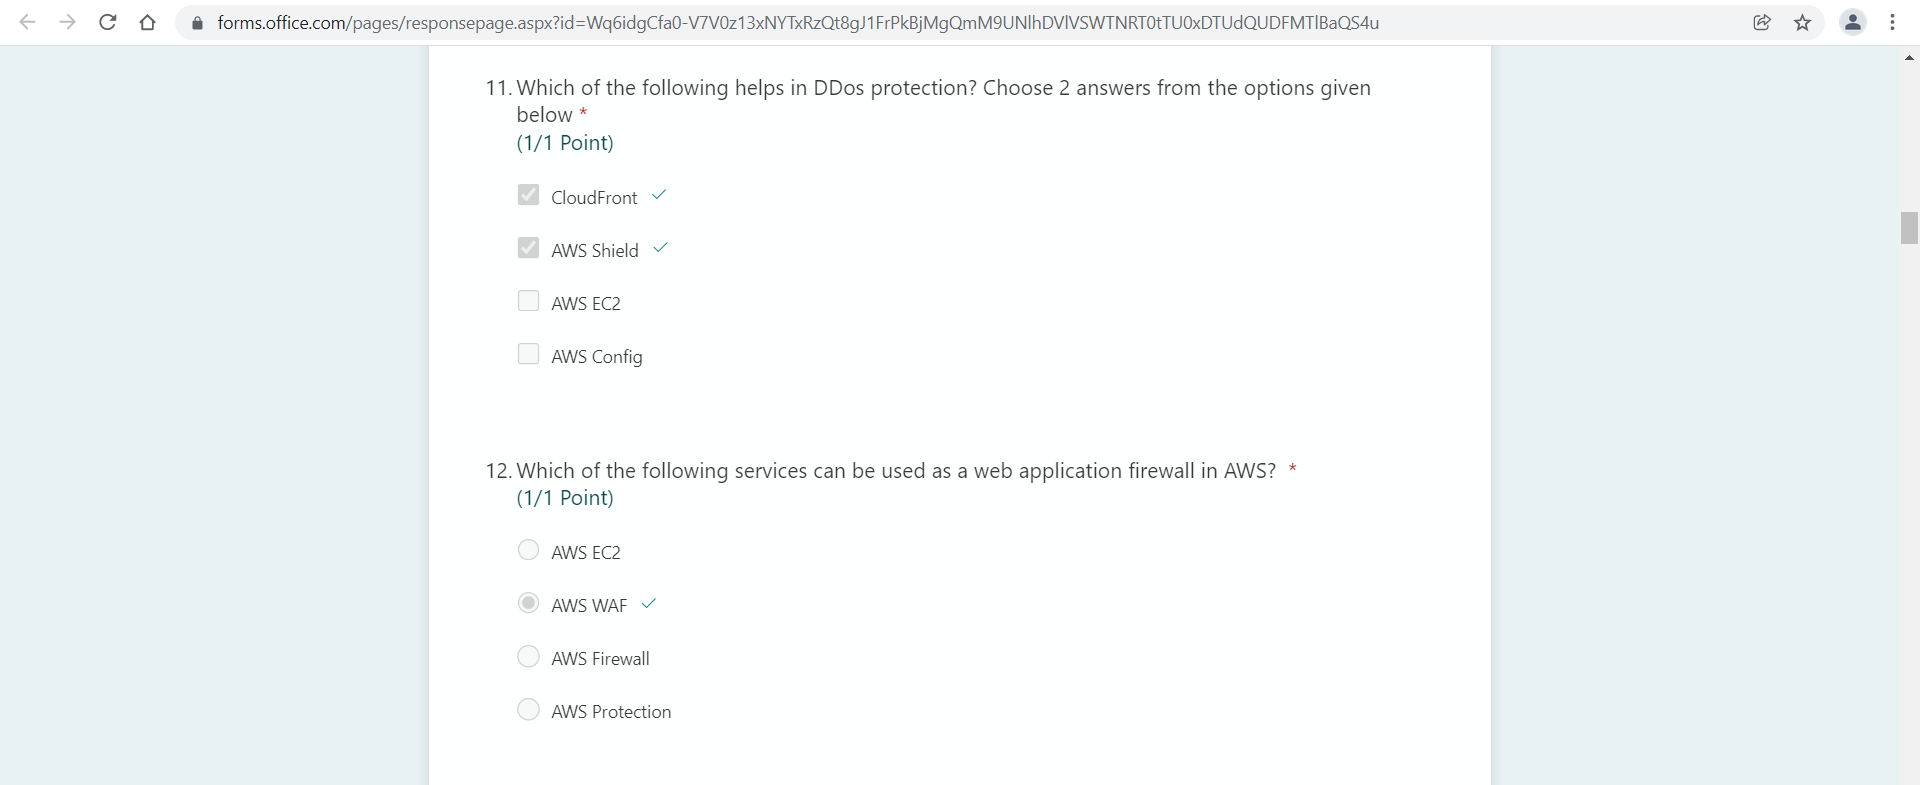 forms.office.com/pages/responsepage.aspx?id=Wq6idgCfa0-V7V0z13xNYTxRzQt8gJ1FrPkBjMgQmM9UNlhDVlVSWTNRT0tTU0xDTUdQUDFMTlBaQS4u
11. Which of the following helps in DDos protection? Choose 2 answers from the options given
below *
(1/1 Point)
CloudFront
AWS Shield
AWS EC2
AWS Config
12. Which of the following services can be used as a web application firewall in AWS? *
(1/1 Point)
AWS EC2
AWS WAF
AWS Firewall
AWS Protection